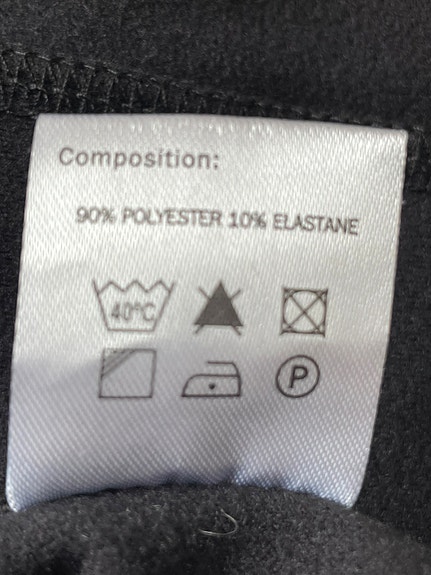 Composition:
90% POLYESTER 10% ELASTANE
40°C
P